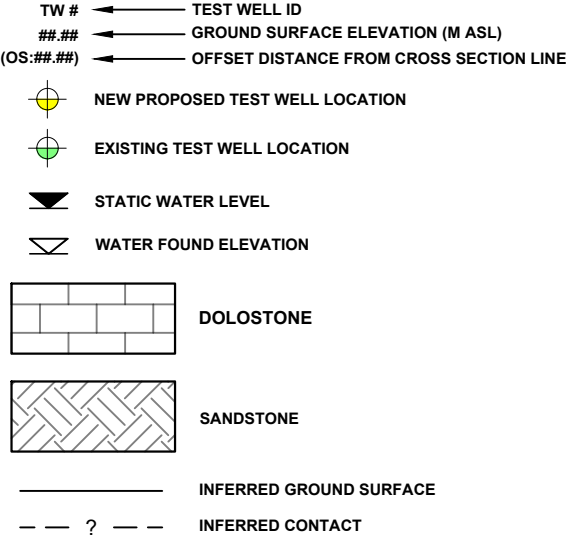 TW # TEST WELL ID
##.## GROUND SURFACE ELEVATION (M ASL)
(OS:##.##) OFFSET DISTANCE FROM CROSS SECTION LINE
NEW PROPOSED TEST WELL LOCATION
EXISTING TEST WELL LOCATION
STATIC WATER LEVEL
WATER FOUND ELEVATION
DOLOSTONE
SANDSTONE
INFERRED GROUND SURFACE
? INFERRED CONTACT